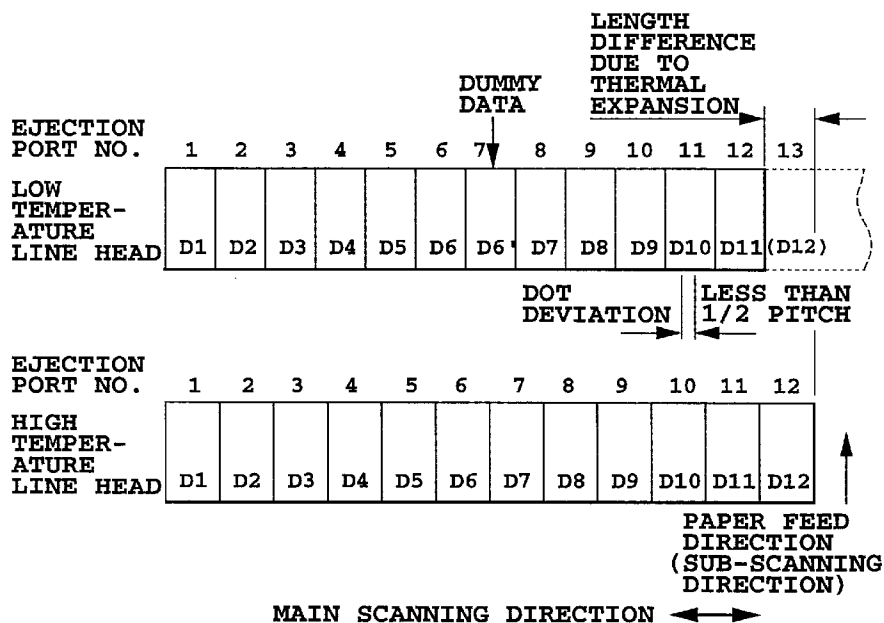 LENGTH
DIFFERENCE
DUE TO
THERMAL
EXPANSION
DUMMY
DATA
EJECTION
PORT NO.
1 2 3 4 5 6 7 8 9 10 11 12 13
LOW
TEMPER-
ATURE
LINE HEAD
D1 D2 D3 D4 D5 D6 D6' D7 D8 D9 D10 D11 (D12)
DOT
DEVIATION
LESS THAN
1/2 PITCH
EJECTION
PORT NO.
1 2 3 4 5 6 7 8 9 10 11 12
HIGH
TEMPER-
ATURE
LINE HEAD
D1 D2 D3 D4 D5 D6 D7 D8 D9 D10 D11 D12
PAPER FEED
DIRECTION
(SUB-SCANNING
DIRECTION)
MAIN SCANNING DIRECTION